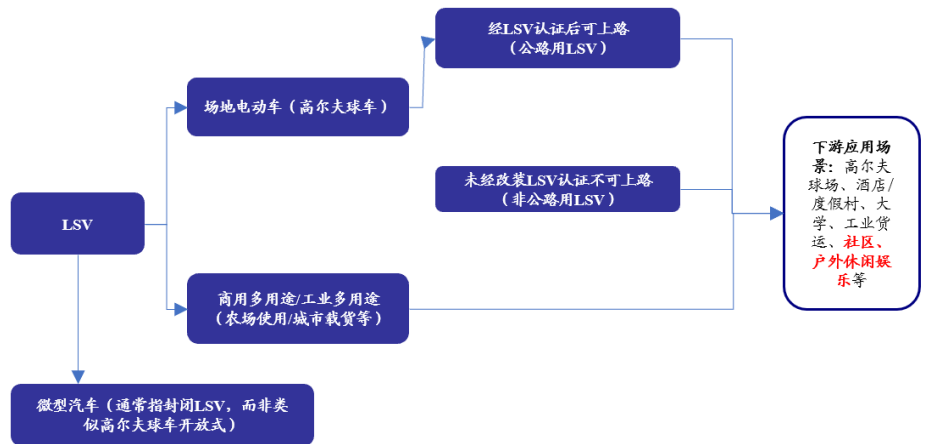 经LSV认证后可上路
（公路用LSV）
场地电动车（高尔夫球车）
未经改装LSV认证不可上路
（非公路用LSV）
LSV
商用多用途/工业多用途
（农场使用/城市载货等）
微型汽车（通常指封闭LSV，而非类
似高尔夫球车开放式）
下游应用场
景：高尔夫
球场、酒店/
度假村、大
学、工业货
运、社区、
户外休闲娱
乐等